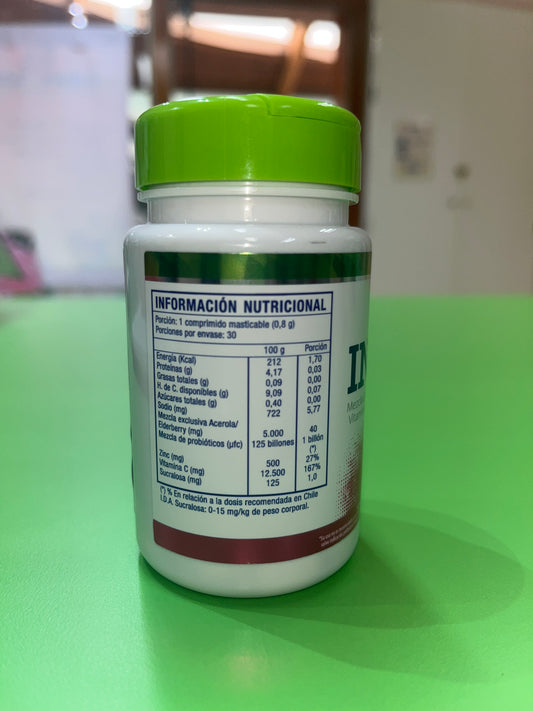 INFORMACIÓN NUTRICIONAL
Porción: 1 comprimido masticable (0,8 g)
Porciones por envase: 30
100 g Porción
Energía (Kcal) 212 1,70
Proteínas (g) 4,17 0,03
Grasas totales (g) 0,09 0,00
H. de C. disponibles (g) 9,09 0,07
Azúcares totales (g) 0,40 0,00
Sodio (mg) 722 5,77
Mezcla exclusiva Acerola/
Elderberry (mg) 5.000 40
Mezcla de probióticos (µfc) 125 billones 1 billón
(*)
Zinc (mg) 500 27%
Vitamina C (mg) 12.500 167%
Sucralosa (mg) 125 1,0
(*) % En relación a la dosis recomendada en Chile
I.D.A. Sucralosa: 0-15 mg/kg de peso corporal.